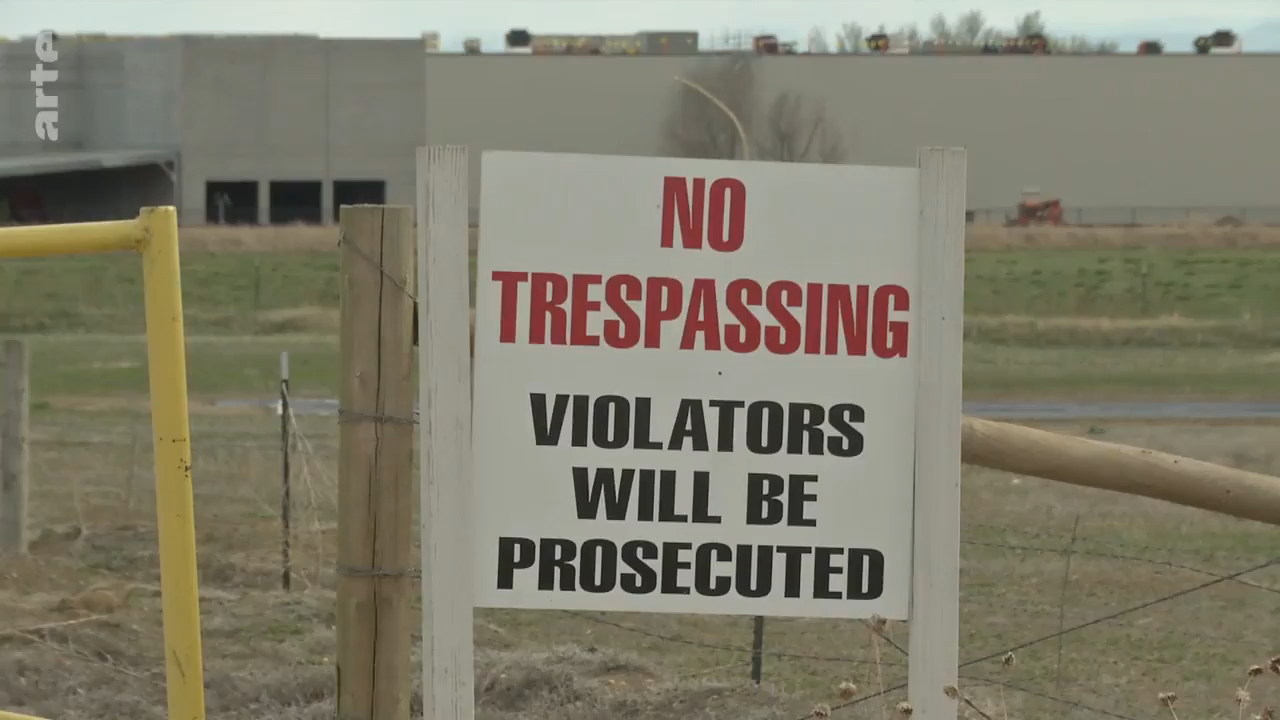 arte
NO
TRESPASSING
VIOLATORS
WILL BE
PROSECUTED